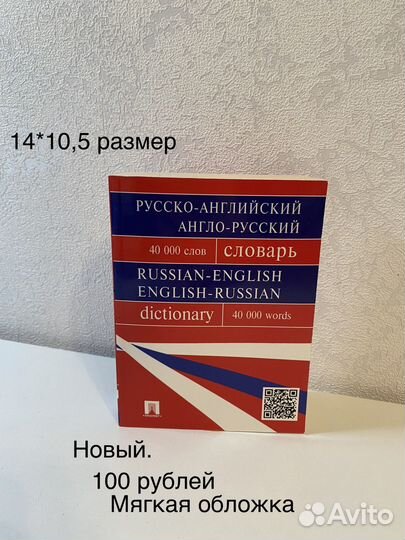 14*10,5 размер
РУССКО-АНГЛИЙСКИЙ
АНГЛО-РУССКИЙ
40 000 слов словарь
RUSSIAN-ENGLISH
ENGLISH-RUSSIAN
dictionary 40 000 words
Новый.
100 рублей
Мягкая обложка
Avito